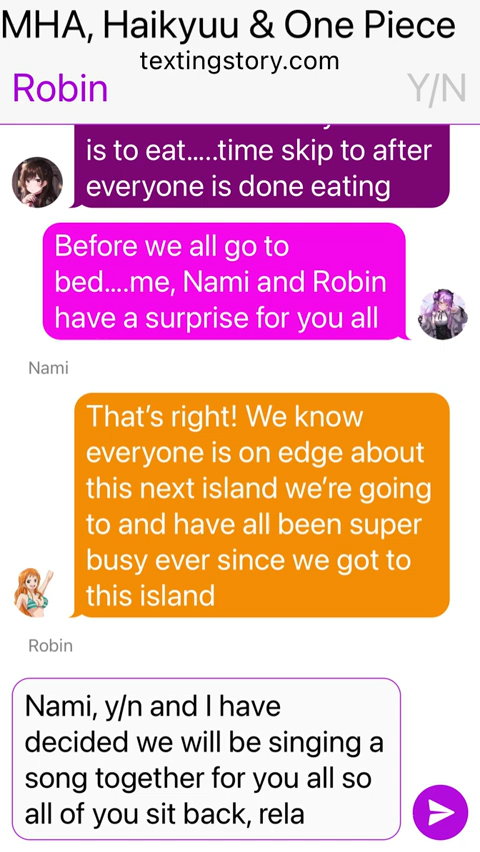 MHA, Haikyuu & One Piece
textingstory.com
Robin
Y/N
is to eat.....time skip to after
everyone is done eating
Before we all go to
bed....me, Nami and Robin
have a surprise for you all
Nami
That's right! We know
everyone is on edge about
this next island we're going
to and have all been super
busy ever since we got to
this island
Robin
Nami, y/n and I have
decided we will be singing a
song together for you all so
all of you sit back, rela